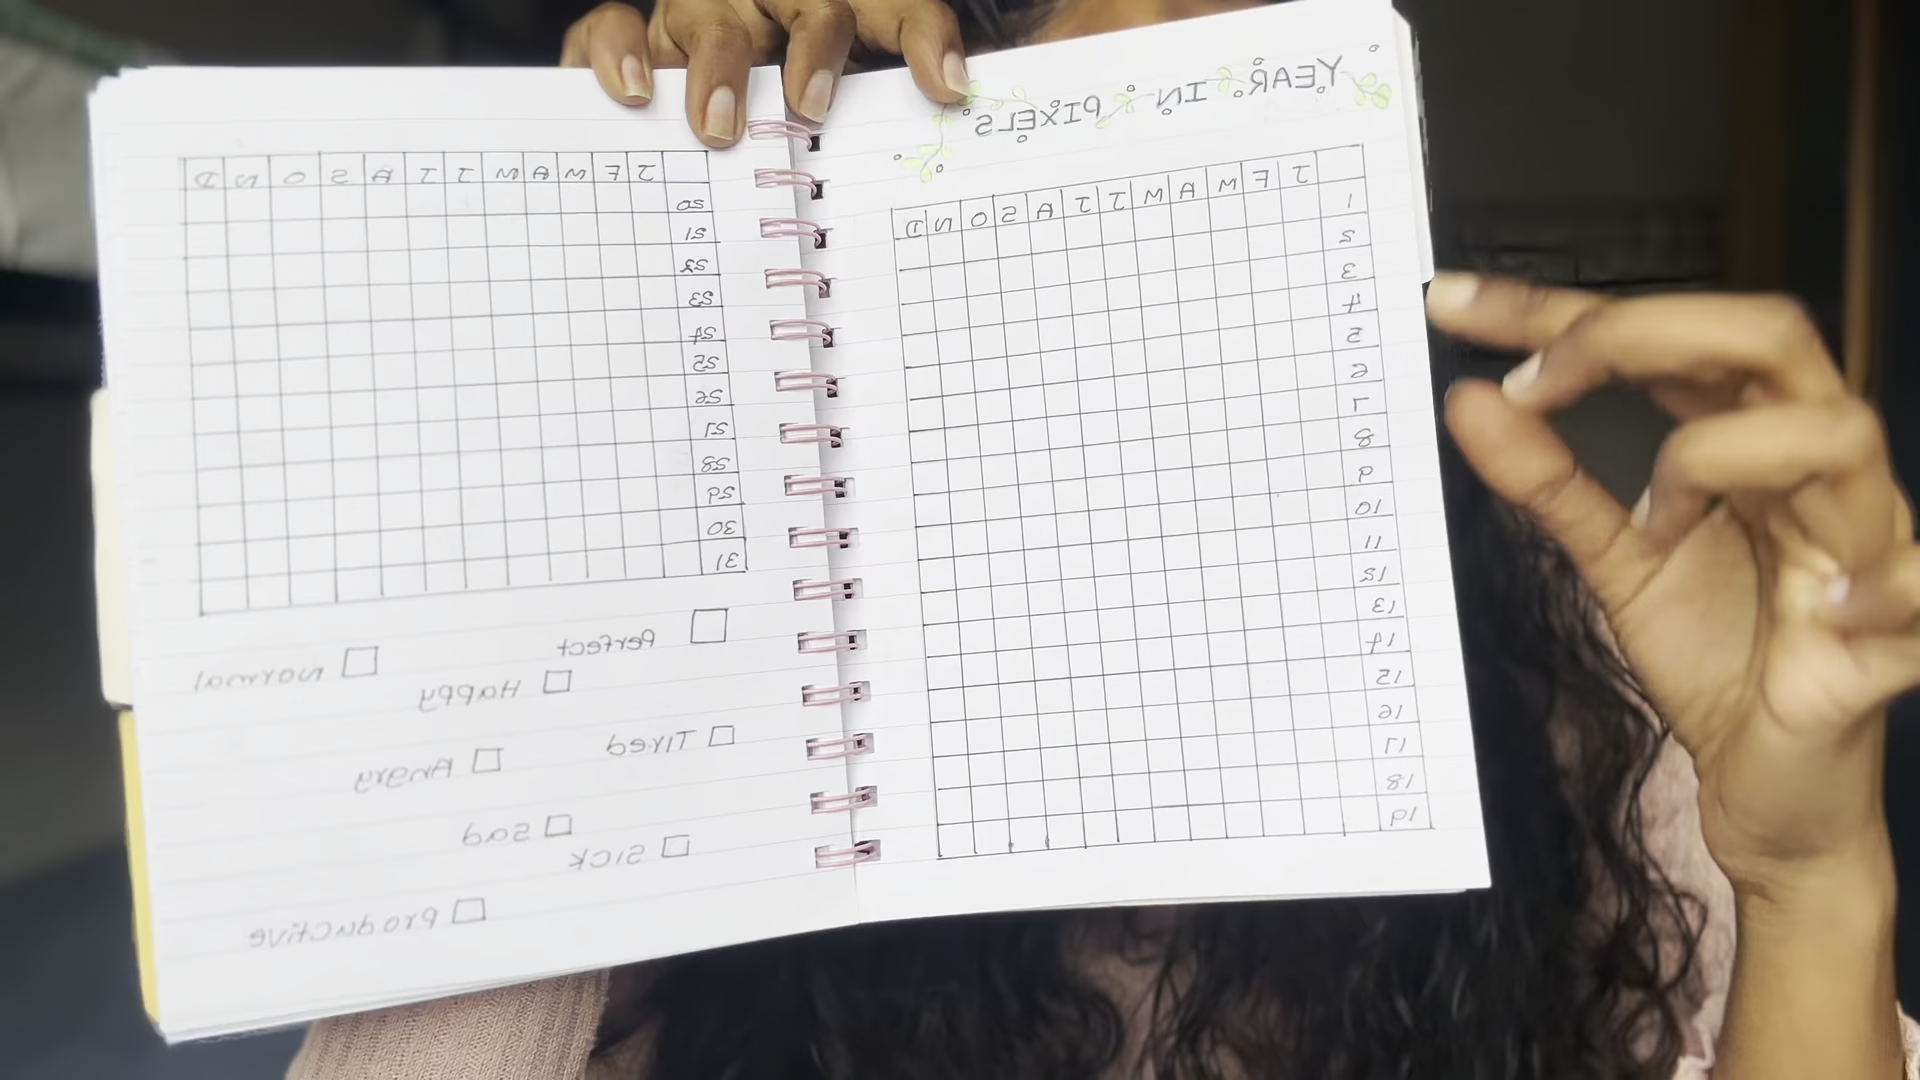 YEAR IN PIXELS
J F M A M J J A S O N D
1
2
3
4
5
6
7
8
9
10
11
12
13
14
15
16
17
18
19
J F M A M J J A S O N D
20
21
22
23
24
25
26
27
28
29
30
31
Perfect
normal
Happy
Tired
Angry
Sad
Sick
productive